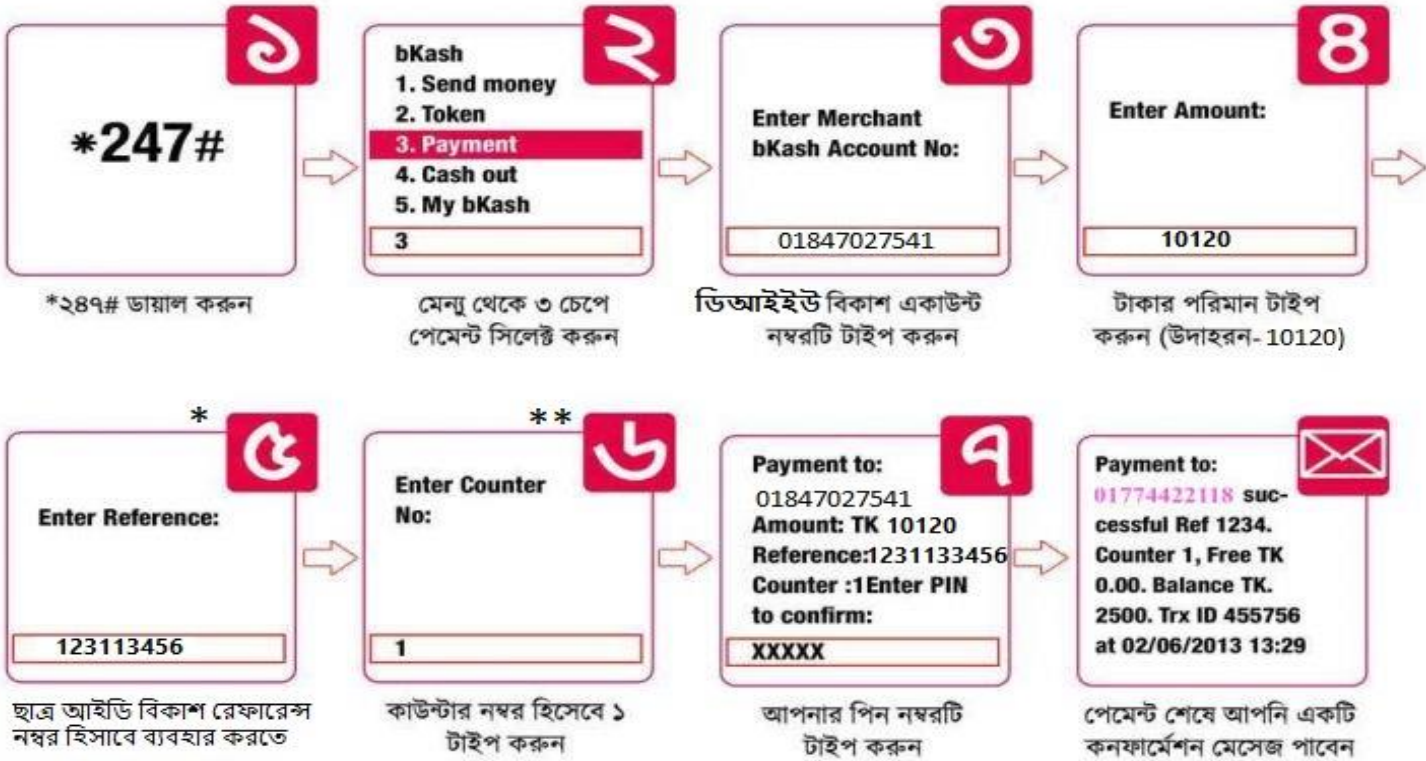 ১
*247#
*২৪৭# ডায়াল করুন
২
bKash
1. Send money
2. Token
3. Payment
4. Cash out
5. My bKash
3
মেন্যু থেকে ৩ চেপে
পেমেন্ট সিলেক্ট করুন
৩
Enter Merchant
bKash Account No:
01847027541
ডিআইইউ বিকাশ একাউন্ট
নম্বরটি টাইপ করুন
৪
Enter Amount:
10120
টাকার পরিমান টাইপ
করুন (উদাহরন- 10120)
*
৫
Enter Reference:
123113456
ছাত্র আইডি বিকাশ রেফারেন্স
নম্বর হিসাবে ব্যবহার করতে
**
৬
Enter Counter
No:
1
কাউন্টার নম্বর হিসেবে ১
টাইপ করুন
৭
Payment to:
01847027541
Amount: TK 10120
Reference:1231133456
Counter :1Enter PIN
to confirm:
XXXXX
আপনার পিন নম্বরটি
টাইপ করুন
Payment to:
01774422118 suc-
cessful Ref 1234.
Counter 1, Free TK
0.00. Balance TK.
2500. Trx ID 455756
at 02/06/2013 13:29
পেমেন্ট শেষে আপনি একটি
কনফার্মেশন মেসেজ পাবেন